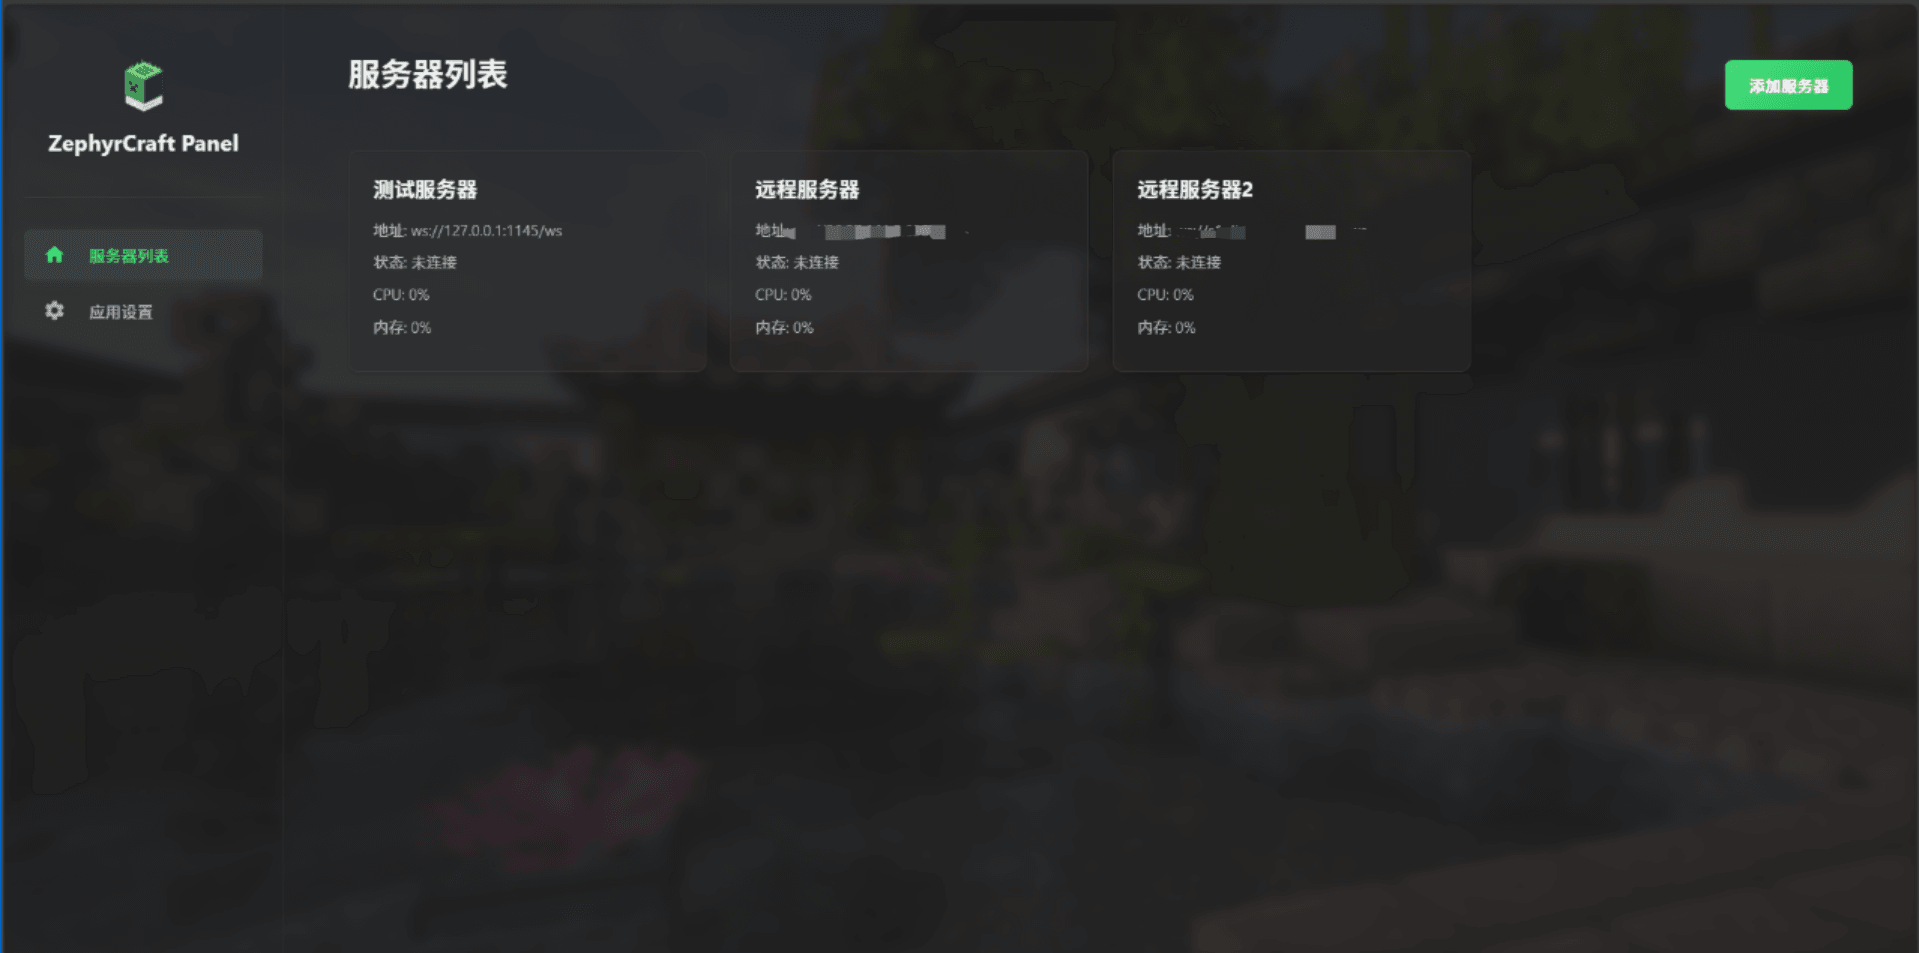 ZephyrCraft Panel
服务器列表
应用设置
服务器列表
添加服务器
测试服务器
地址: ws://127.0.0.1:1145/ws
状态: 未连接
CPU: 0%
内存: 0%
远程服务器
地址:
状态: 未连接
CPU: 0%
内存: 0%
远程服务器2
地址:
状态: 未连接
CPU: 0%
内存: 0%